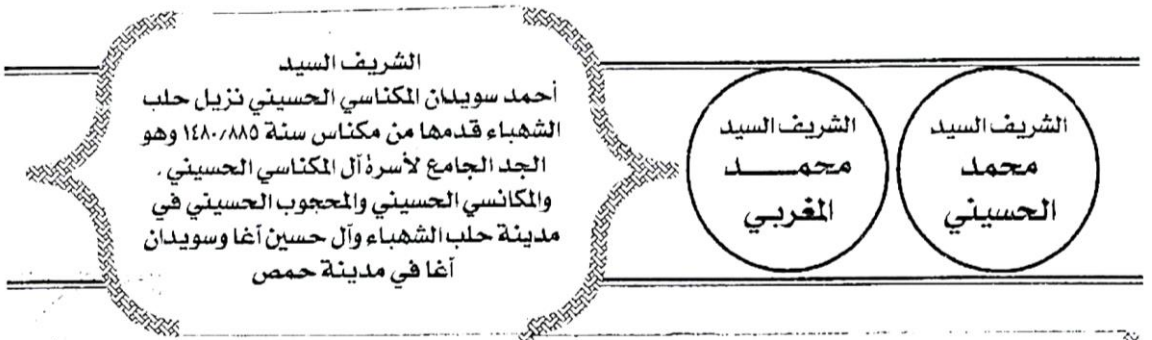 الشريف السيد
محمد
الحسيني
الشريف السيد
محمـــــد
المغربي
الشريف السيد
أحمد سويدان المكناسي الحسيني نزيل حلب
الشهباء قدمها من مكناس سنة ١٤٨٠/٨٨٥ وهو
الجد الجامع لأسرة آل المكناسي الحسيني .
والمكانسي الحسيني والمحجوب الحسيني في
مدينة حلب الشهباء وآل حسين آغا وسويدان
آغا في مدينة حمص